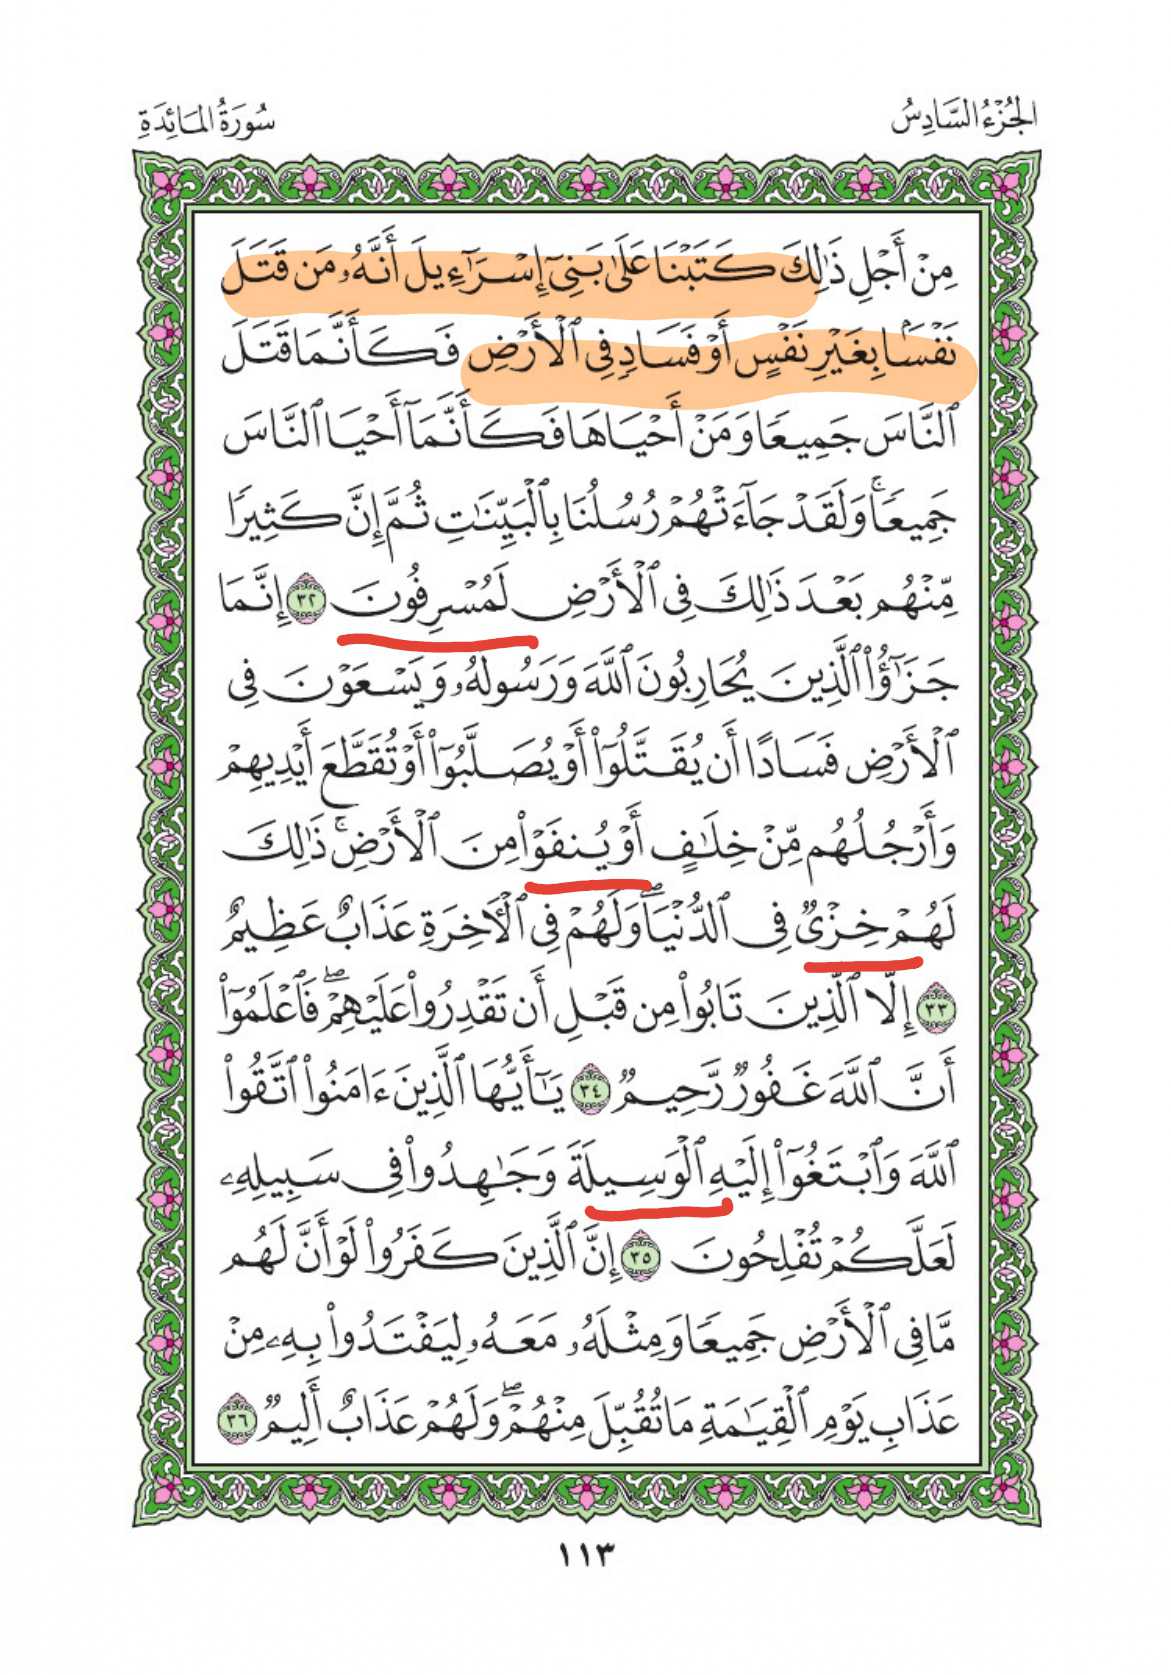 الجُزْءُ السَّادِسُ
سُورَةُ المَائِدَةِ
مِنْ أَجْلِ ذَٰلِكَ كَتَبْنَا عَلَىٰ بَنِىٓ إِسْرَٰٓءِيلَ أَنَّهُۥ مَن قَتَلَ
نَفْسًۢا بِغَيْرِ نَفْسٍ أَوْ فَسَادٍ فِى ٱلْأَرْضِ فَكَأَنَّمَا قَتَلَ
ٱلنَّاسَ جَمِيعًا وَمَنْ أَحْيَاهَا فَكَأَنَّمَآ أَحْيَا ٱلنَّاسَ
جَمِيعًا ۚ وَلَقَدْ جَآءَتْهُمْ رُسُلُنَا بِٱلْبَيِّنَٰتِ ثُمَّ إِنَّ كَثِيرًا
مِّنْهُم بَعْدَ ذَٰلِكَ فِى ٱلْأَرْضِ لَمُسْرِفُونَ ٣٢ إِنَّمَا
جَزَٰٓؤُا۟ ٱلَّذِينَ يُحَارِبُونَ ٱللَّهَ وَرَسُولَهُۥ وَيَسْعَوْنَ فِى
ٱلْأَرْضِ فَسَادًا أَن يُقَتَّلُوٓا۟ أَوْ يُصَلَّبُوٓا۟ أَوْ تُقَطَّعَ أَيْدِيهِمْ
وَأَرْجُلُهُم مِّنْ خِلَٰفٍ أَوْ يُنفَوْا۟ مِنَ ٱلْأَرْضِ ۚ ذَٰلِكَ
لَهُمْ خِزْىٌ فِى ٱلدُّنْيَا ۖ وَلَهُمْ فِى ٱلْءَاخِرَةِ عَذَابٌ عَظِيمٌ
٣٣ إِلَّا ٱلَّذِينَ تَابُوا۟ مِن قَبْلِ أَن تَقْدِرُوا۟ عَلَيْهِمْ ۖ فَٱعْلَمُوٓا۟
أَنَّ ٱللَّهَ غَفُورٌ رَّحِيمٌ ٣٤ يَٰٓأَيُّهَا ٱلَّذِينَ ءَامَنُوا۟ ٱتَّقُوا۟
ٱللَّهَ وَٱبْتَغُوٓا۟ إِلَيْهِ ٱلْوَسِيلَةَ وَجَٰهِدُوا۟ فِى سَبِيلِهِۦ
لَعَلَّكُمْ تُفْلِحُونَ ٣٥ إِنَّ ٱلَّذِينَ كَفَرُوا۟ لَوْ أَنَّ لَهُم
مَّا فِى ٱلْأَرْضِ جَمِيعًا وَمِثْلَهُۥ مَعَهُۥ لِيَفْتَدُوا۟ بِهِۦ مِنْ
عَذَابِ يَوْمِ ٱلْقِيَٰمَةِ مَا تُقُبِّلَ مِنْهُمْ ۖ وَلَهُمْ عَذَابٌ أَلِيمٌ ٣٦
١١٣